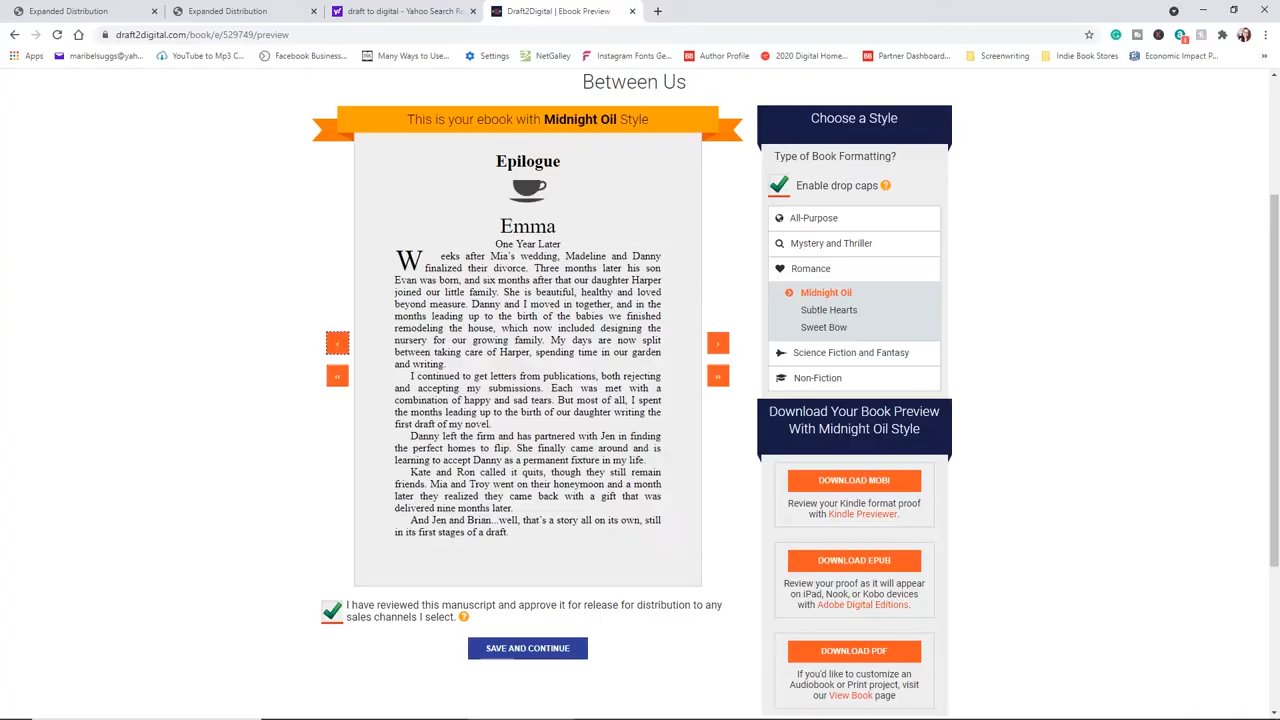 Expanded Distribution
Expanded Distribution
draft to digital - Yahoo Search Re
Draft2Digital | Ebook Preview
draft2digital.com/book/e/529749/preview
Apps
maribelsuggs@yah...
YouTube to Mp3 C...
Facebook Business...
Many Ways to Use...
Settings
NetGalley
Instagram Fonts Ge...
Author Profile
2020 Digital Home...
Partner Dashboard...
Screenwriting
Indie Book Stores
Economic Impact P...
Between Us
This is your ebook with Midnight Oil Style
Epilogue
Emma
One Year Later
Weeks after Mia's wedding, Madeline and Danny
finalized their divorce. Three months later his son
Evan was born, and six months after that our daughter Harper
joined our little family. She is beautiful, healthy and loved
beyond measure. Danny and I moved in together, and in the
months leading up to the birth of the babies we finished
remodeling the house, which now included designing the
nursery for our growing family. My days are now split
between taking care of Harper, spending time in our garden
and writing.
I continued to get letters from publications, both rejecting
and accepting my submissions. Each was met with a
combination of happy and sad tears. But most of all, I spent
the months leading up to the birth of our daughter writing the
first draft of my novel.
Danny left the firm and has partnered with Jen in finding
the perfect homes to flip. She finally came around and is
learning to accept Danny as a permanent fixture in my life.
Kate and Ron called it quits, though they still remain
friends. Mia and Troy went on their honeymoon and a month
later they realized they came back with a gift that was
delivered nine months later.
And Jen and Brian...well, that's a story all on its own, still
in its first stages of a draft.
I have reviewed this manuscript and approve it for release for distribution to any
sales channels I select. ?
SAVE AND CONTINUE
Choose a Style
Type of Book Formatting?
Enable drop caps ?
All-Purpose
Mystery and Thriller
Romance
Midnight Oil
Subtle Hearts
Sweet Bow
Science Fiction and Fantasy
Non-Fiction
Download Your Book Preview
With Midnight Oil Style
DOWNLOAD MOBI
Review your Kindle format proof
with Kindle Previewer.
DOWNLOAD EPUB
Review your proof as it will appear
on iPad, Nook, or Kobo devices
with Adobe Digital Editions.
DOWNLOAD PDF
If you'd like to customize an
Audiobook or Print project, visit
our View Book page